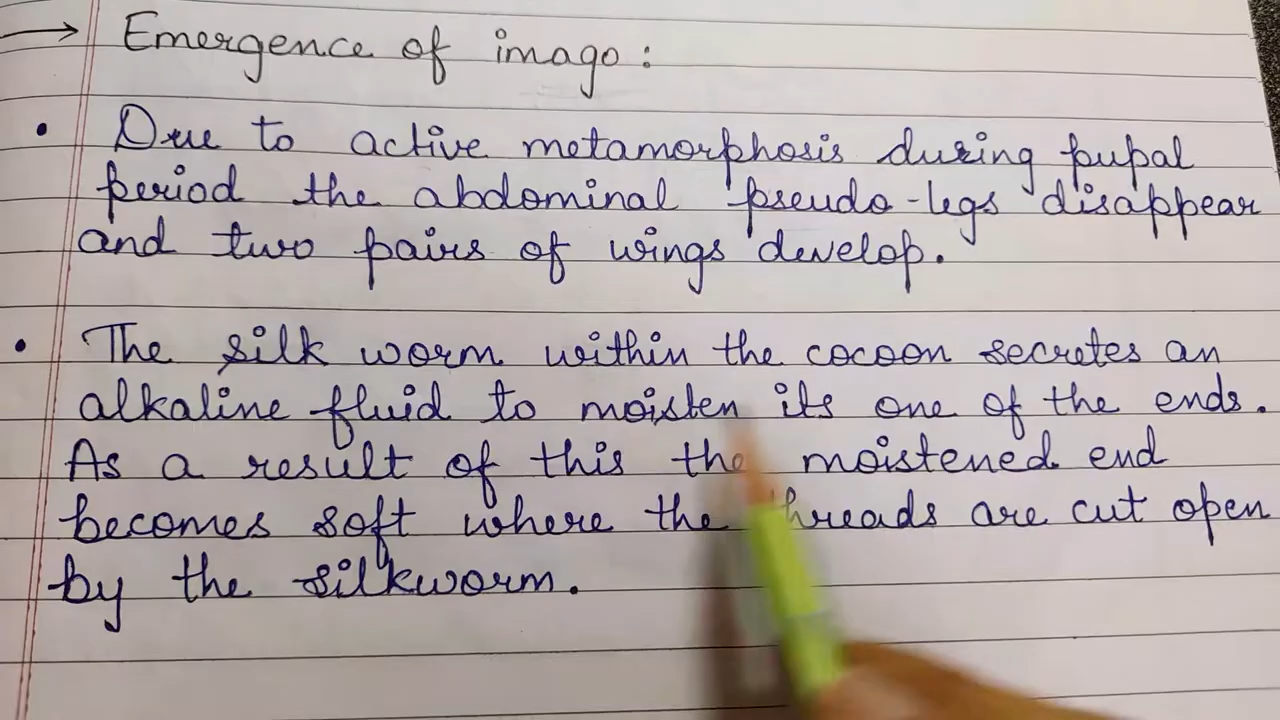 → Emergence of imago:
• Due to active metamorphosis during pupal
period the abdominal pseudo-legs disappear
and two pairs of wings develop.
• The silk worm within the cocoon secretes an
alkaline fluid to moisten its one of the ends.
As a result of this the moistened end
becomes soft where the threads are cut open
by the silkworm.